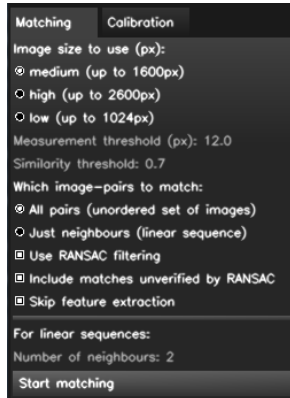 Matching Calibration
Image size to use (px):
medium (up to 1600px)
high (up to 2600px)
low (up to 1024px)
Measurement threshold (px): 12.0
Similarity threshold: 0.7
Which image-pairs to match:
All pairs (unordered set of images)
Just neighbours (linear sequence)
Use RANSAC filtering
Include matches unverified by RANSAC
Skip feature extraction
For linear sequences:
Number of neighbours: 2
Start matching